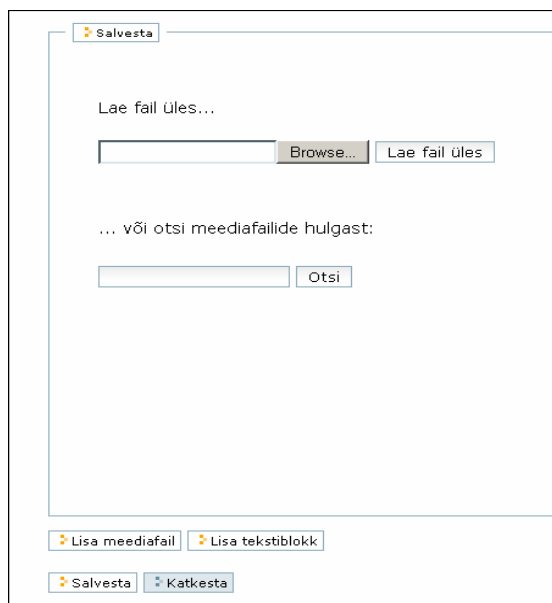 Salvesta
Lae fail üles...
Browse... Lae fail üles
... või otsi meediafailide hulgast:
Otsi
Lisa meediafail Lisa tekstiblokk
Salvesta Katkesta